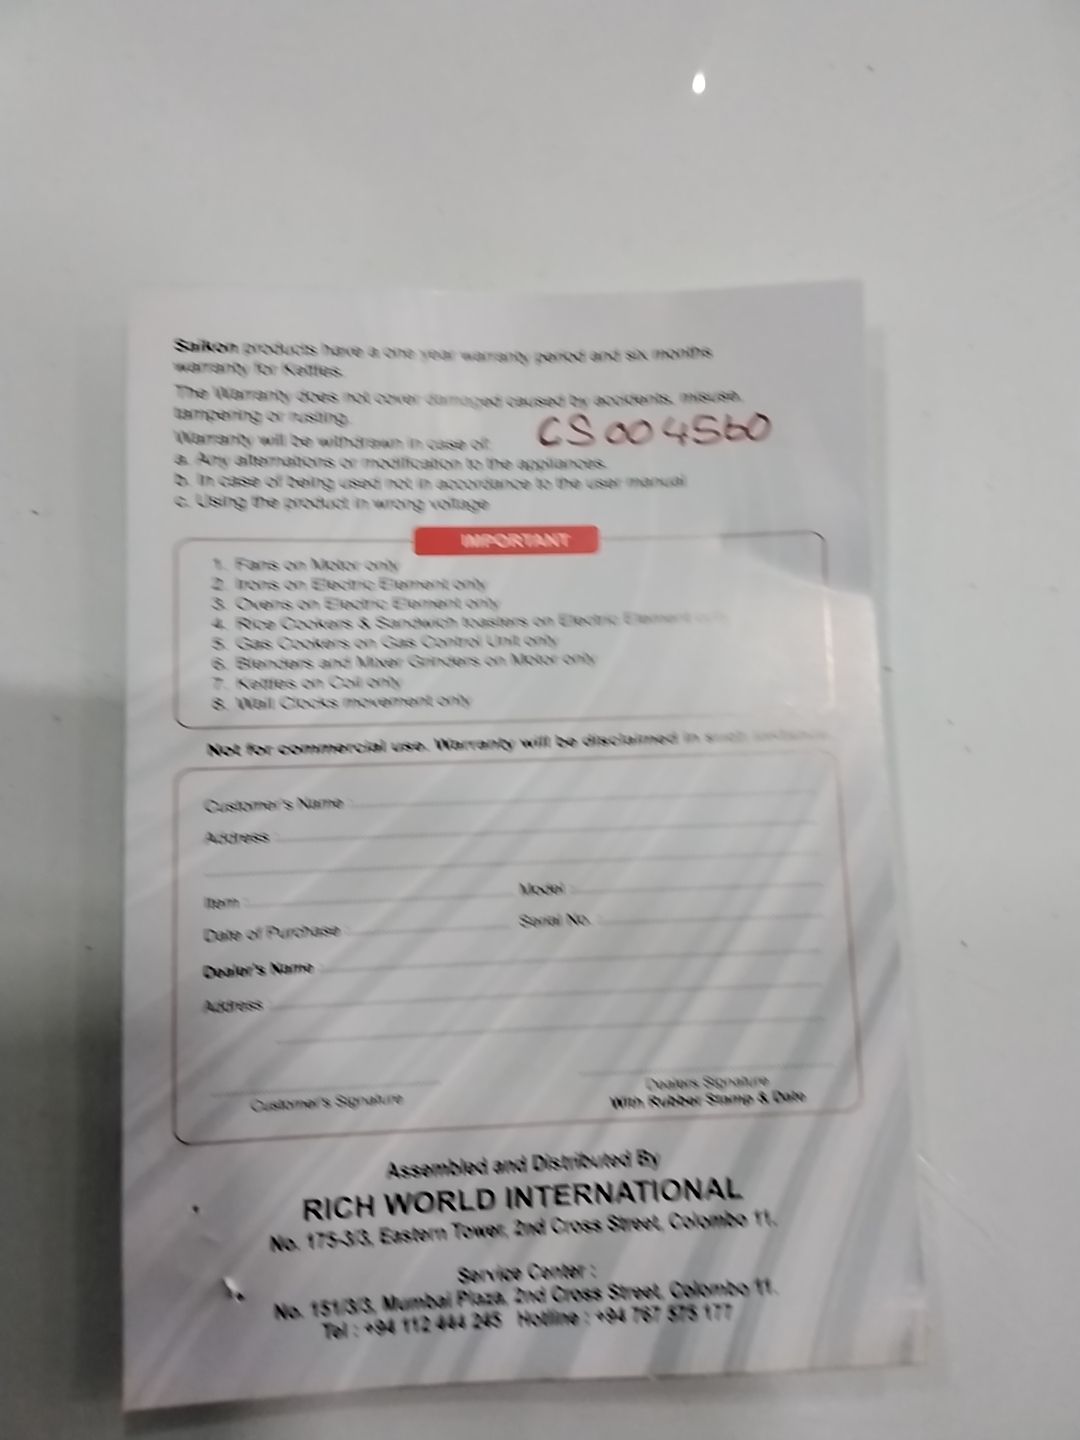 Saikon products have a one year warranty period and six months
warranty for Kettles.
The Warranty does not cover damaged caused by accidents, misuse,
tampering or rusting.
Warranty will be withdrawn in case of:
CS 004560
a. Any alternations or modification to the appliances.
b. In case of being used not in accordance to the user manual
c. Using the product in wrong voltage
IMPORTANT
1. Fans on Motor only
2. Irons on Electric Element only
3. Ovens on Electric Element only
4. Rice Cookers & Sandwich toasters on Electric Element only
5. Gas Cookers on Gas Control Unit only
6. Blenders and Mixer Grinders on Motor only
7. Kettles on Coil only
8. Wall Clocks movement only
Not for commercial use. Warranty will be disclaimed in such
Customer's Name :
Address :
Item : Model :
Date of Purchase : Serial No. :
Dealer's Name :
Address :
Customer's Signature
Dealers Signature
With Rubber Stamp & Date
Assembled and Distributed By
RICH WORLD INTERNATIONAL
No. 175-3/3, Eastern Tower, 2nd Cross Street, Colombo 11.
Service Center :
No. 151/3/3, Mumbai Plaza, 2nd Cross Street, Colombo 11.
Tel : +94 112 444 245 Hotline : +94 767 575 177